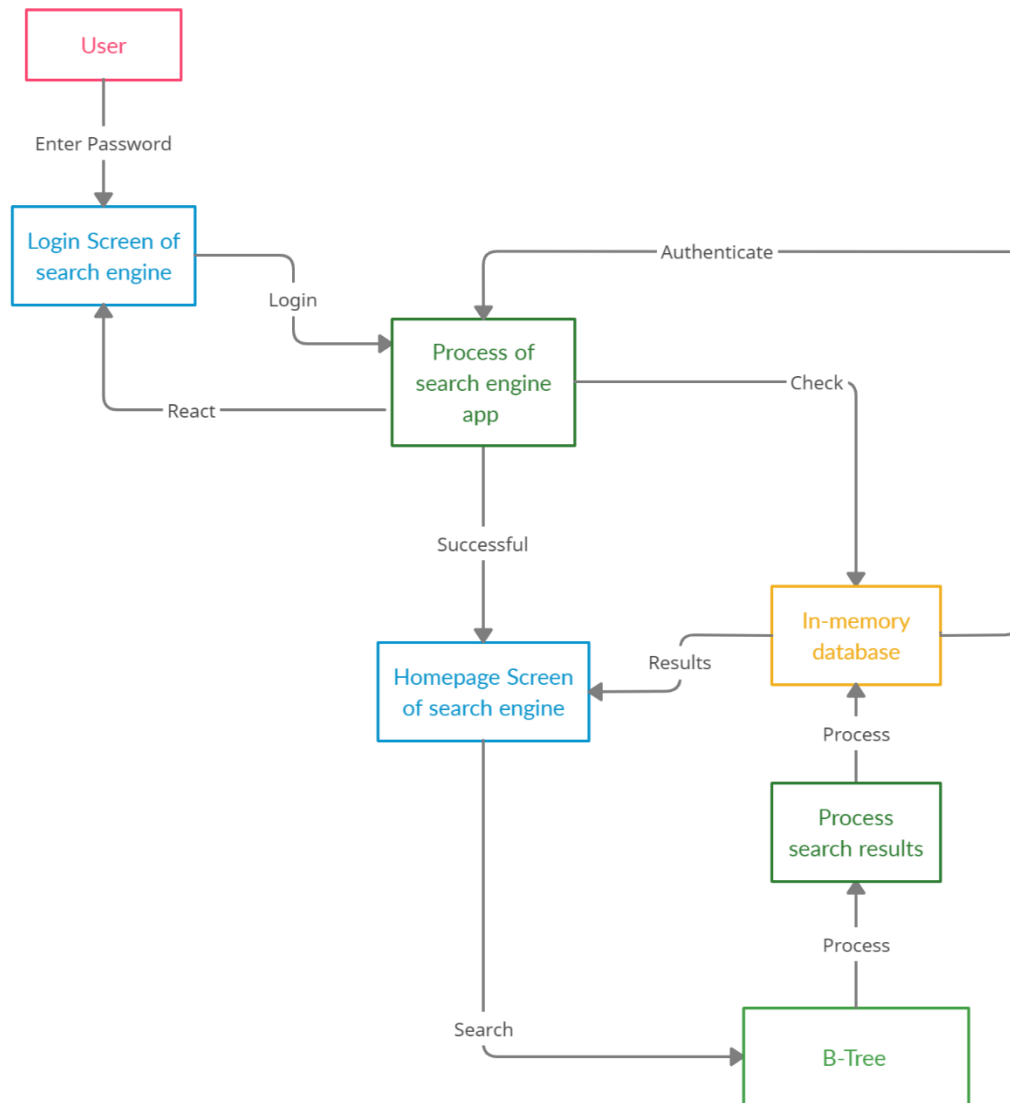 User
Enter Password
Login Screen of
search engine
Authenticate
Login
Process of
search engine
app
Check
React
Successful
In-memory
database
Results
Homepage Screen
of search engine
Process
Process
search results
Process
Search
B-Tree